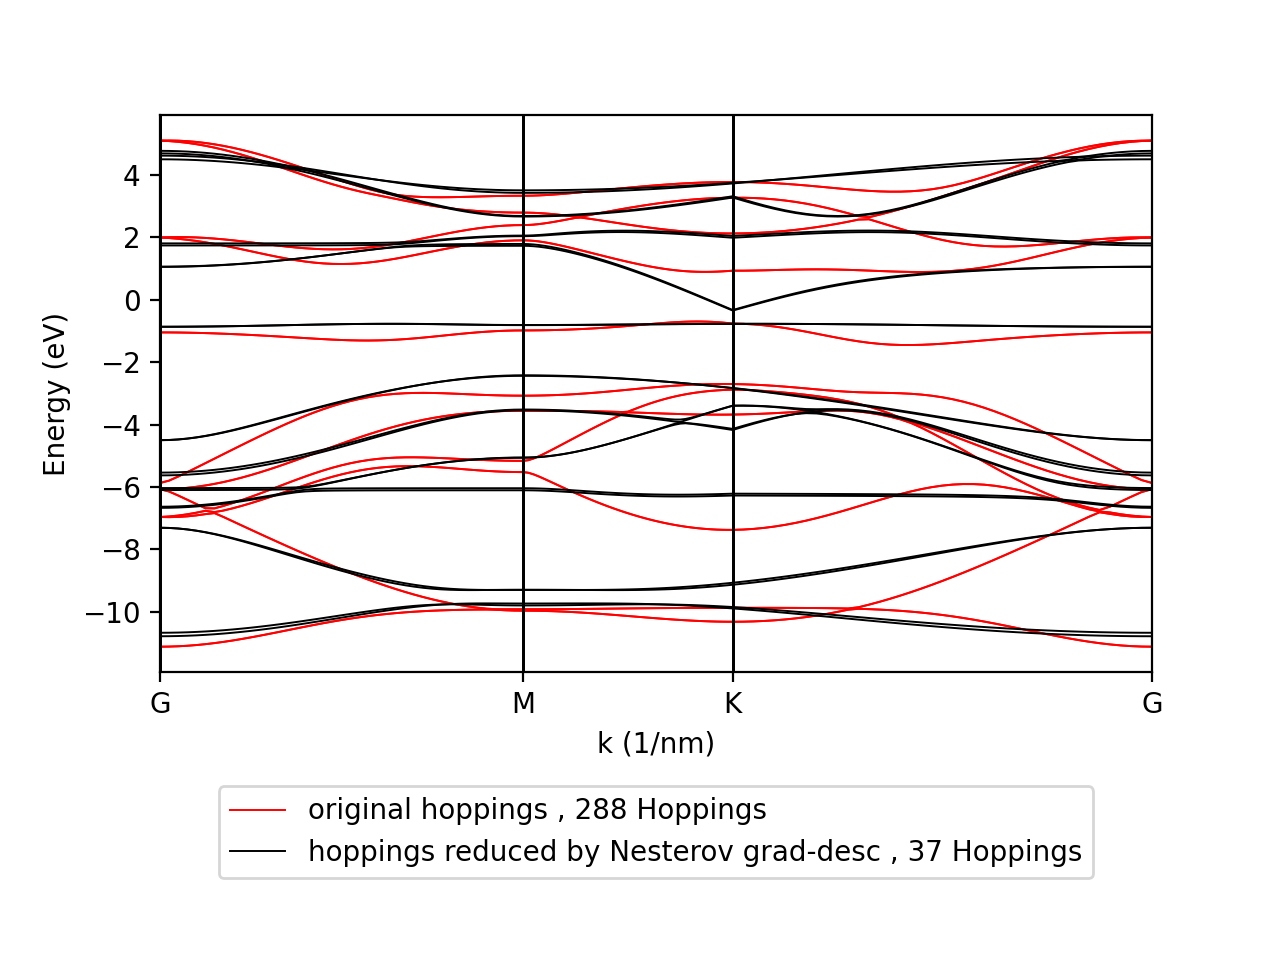 4
2
0
−2
−4
−6
−8
−10
Energy (eV)
G M K G
k (1/nm)
original hoppings , 288 Hoppings
hoppings reduced by Nesterov grad-desc , 37 Hoppings